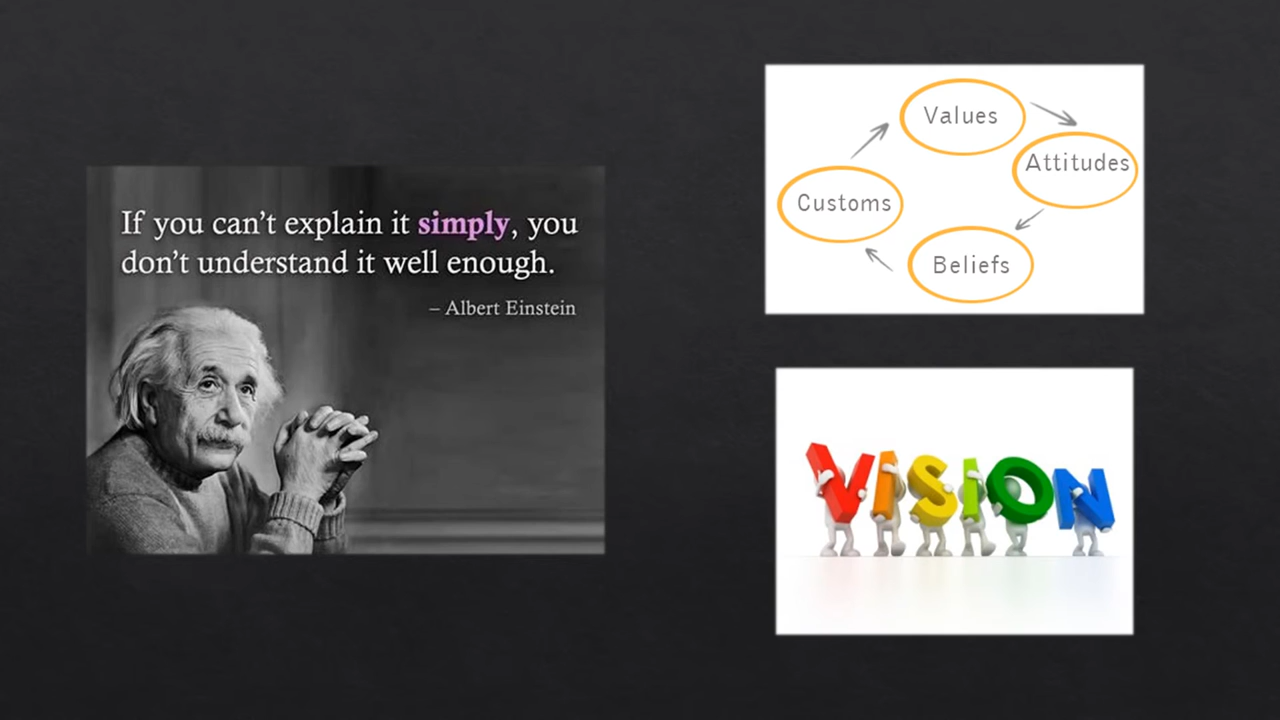 If you can't explain it simply, you
don't understand it well enough.
– Albert Einstein
Values
Attitudes
Customs
Beliefs
VISION